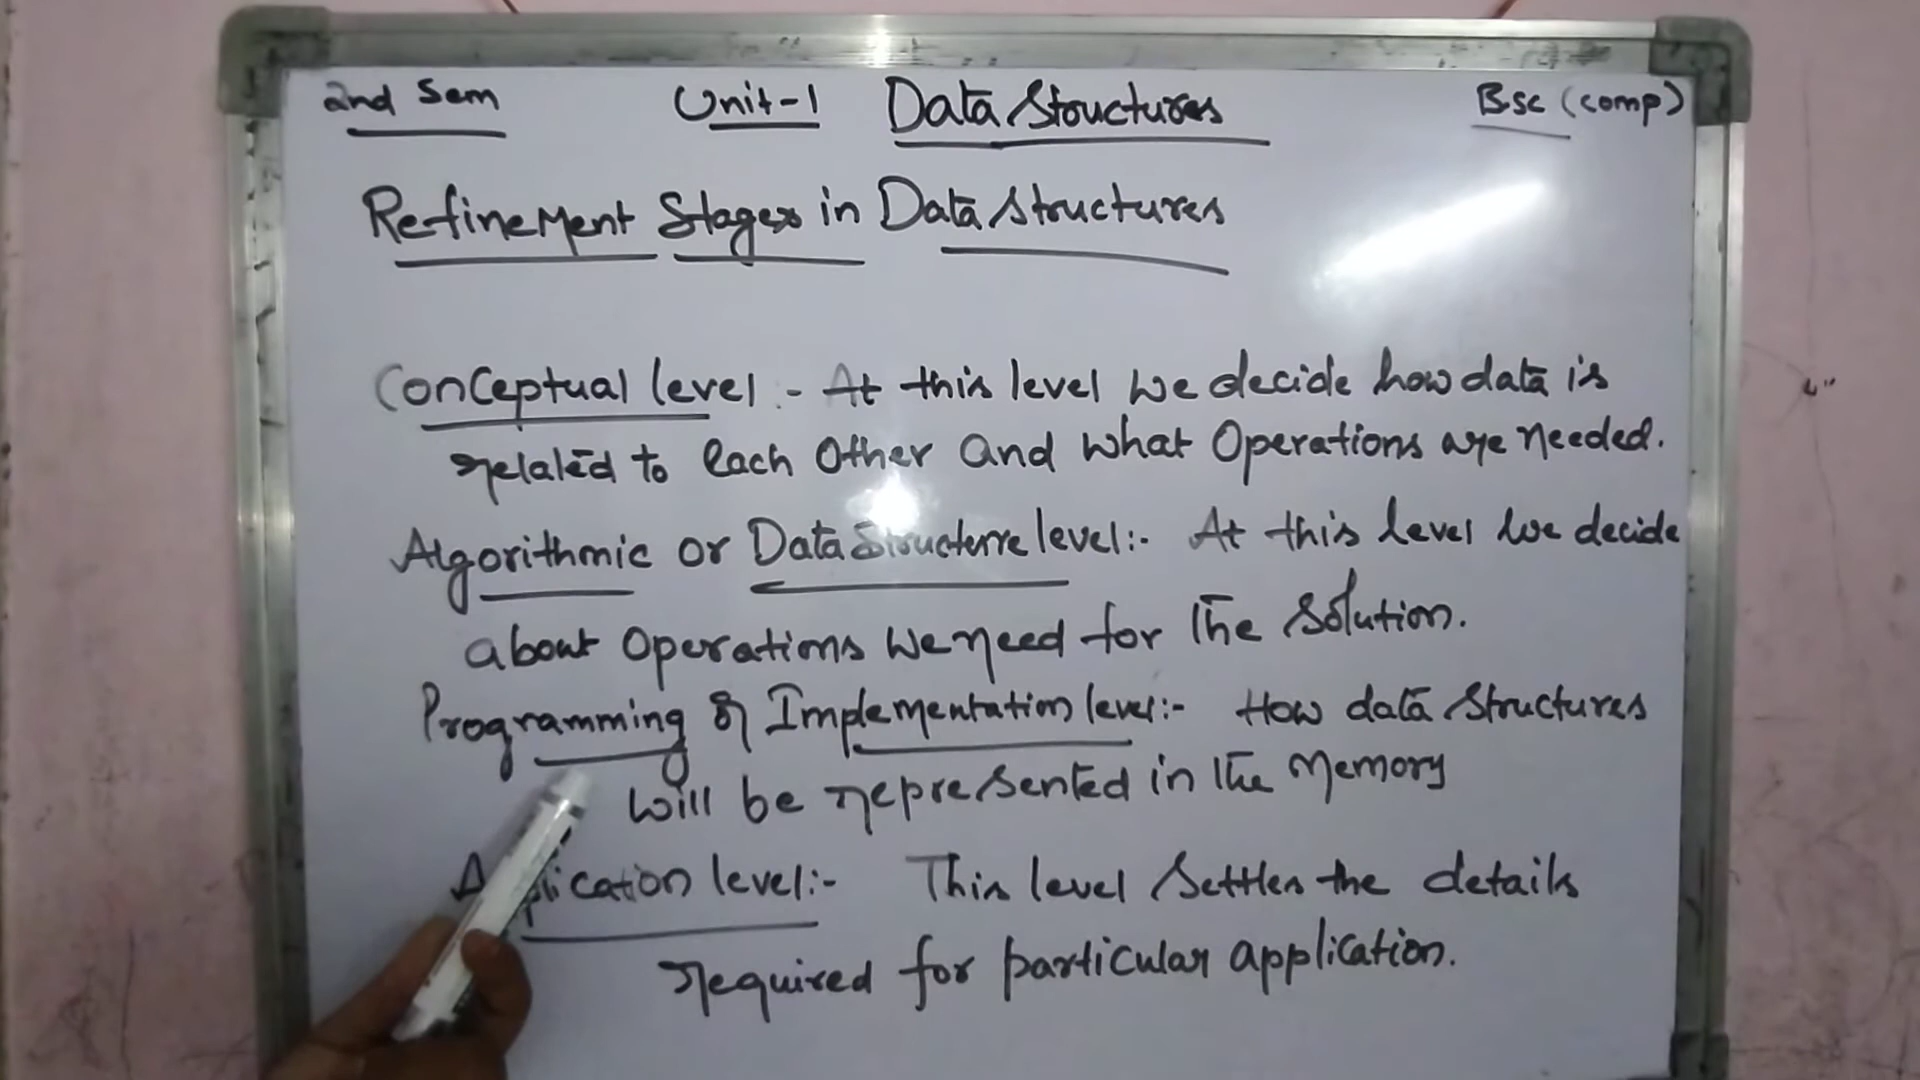 2nd Sem Unit-1 Data Structures B.sc (comp)
Refinement Stages in Data Structures
Conceptual level :- At this level we decide how data is
related to each other and what operations are needed.
Algorithmic or Data Structure level:- At this level we decide
about operations we need for the solution.
Programming or Implementation level:- How data structures
will be represented in the memory
Application level:- This level settles the details
required for particular application.